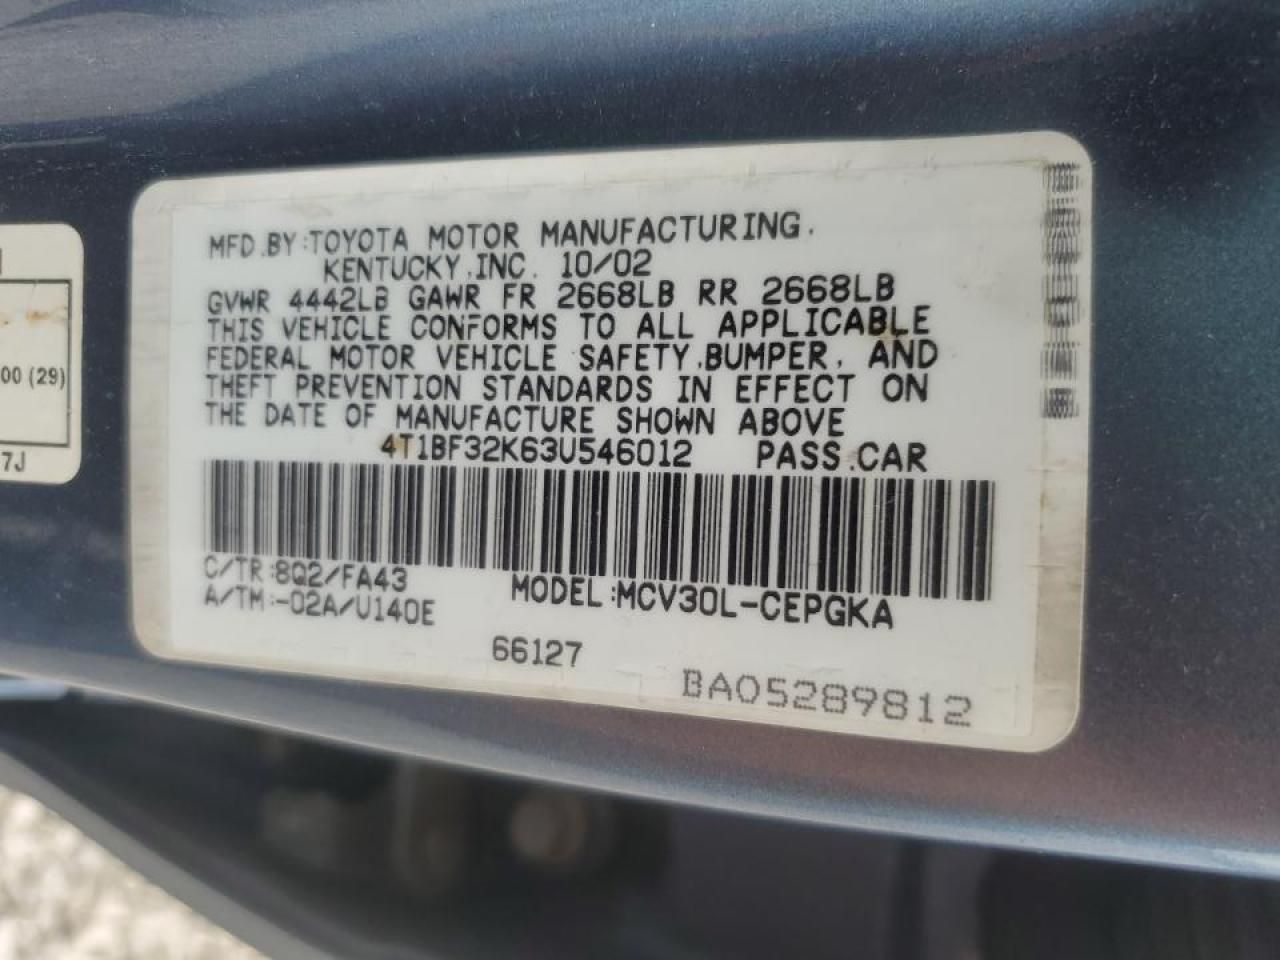 MFD.BY:TOYOTA MOTOR MANUFACTURING,
KENTUCKY,INC. 10/02
GVWR 4442LB GAWR FR 2668LB RR 2668LB
THIS VEHICLE CONFORMS TO ALL APPLICABLE
FEDERAL MOTOR VEHICLE SAFETY,BUMPER, AND
THEFT PREVENTION STANDARDS IN EFFECT ON
THE DATE OF MANUFACTURE SHOWN ABOVE
4T1BF32K63U546012 PASS.CAR
C/TR:8Q2/FA43 MODEL:MCV30L-CEPGKA
A/TM:-02A/U140E
66127
BA05289812
00 (29)
7J